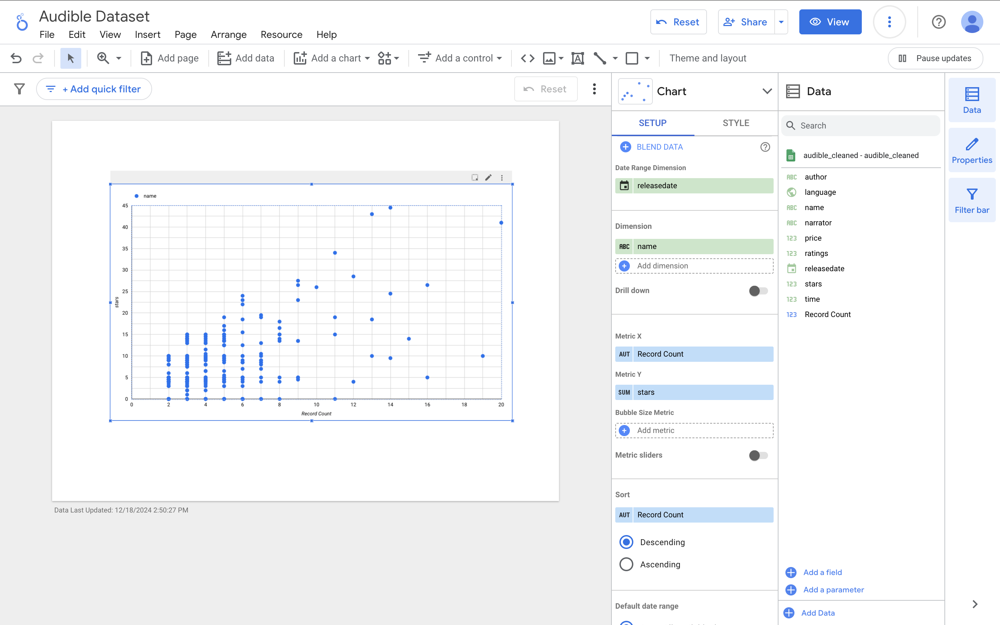 Audible Dataset
File Edit View Insert Page Arrange Resource Help
Reset Share View
Add page Add data Add a chart Add a control Theme and layout Pause updates
+ Add quick filter Reset
name
45
40
35
30
25
20
15
10
5
0
stars
0 2 4 6 8 10 12 14 16 18 20
Record Count
Data Last Updated: 12/18/2024 2:50:27 PM
Chart
SETUP STYLE
BLEND DATA
Date Range Dimension
releasedate
Dimension
ABC name
Add dimension
Drill down
Metric X
AUT Record Count
Metric Y
SUM stars
Bubble Size Metric
Add metric
Metric sliders
Sort
AUT Record Count
Descending
Ascending
Default date range
Data
Search
audible_cleaned - audible_cleaned
ABC author
language
ABC name
ABC narrator
123 price
123 ratings
releasedate
123 stars
123 time
123 Record Count
Add a field
Add a parameter
Add Data
Data
Properties
Filter bar